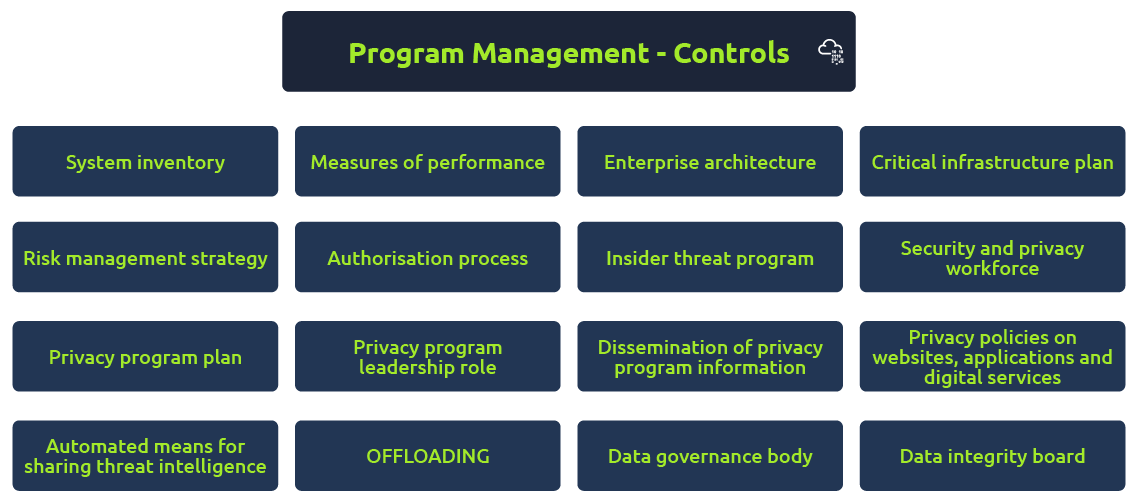 Program Management - Controls
System inventory
Measures of performance
Enterprise architecture
Critical infrastructure plan
Risk management strategy
Authorisation process
Insider threat program
Security and privacy
workforce
Privacy program plan
Privacy program
leadership role
Dissemination of privacy
program information
Privacy policies on
websites, applications and
digital services
Automated means for
sharing threat intelligence
OFFLOADING
Data governance body
Data integrity board